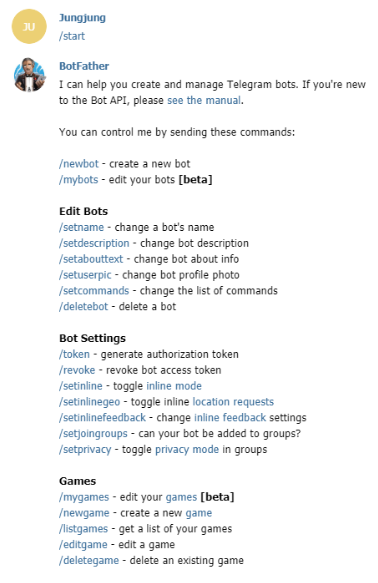 JU
Jungjung
/start
BotFather
I can help you create and manage Telegram bots. If you're new
to the Bot API, please see the manual.
You can control me by sending these commands:
/newbot - create a new bot
/mybots - edit your bots [beta]
Edit Bots
/setname - change a bot's name
/setdescription - change bot description
/setabouttext - change bot about info
/setuserpic - change bot profile photo
/setcommands - change the list of commands
/deletebot - delete a bot
Bot Settings
/token - generate authorization token
/revoke - revoke bot access token
/setinline - toggle inline mode
/setinlinegeo - toggle inline location requests
/setinlinefeedback - change inline feedback settings
/setjoingroups - can your bot be added to groups?
/setprivacy - toggle privacy mode in groups
Games
/mygames - edit your games [beta]
/newgame - create a new game
/listgames - get a list of your games
/editgame - edit a game
/deletegame - delete an existing game